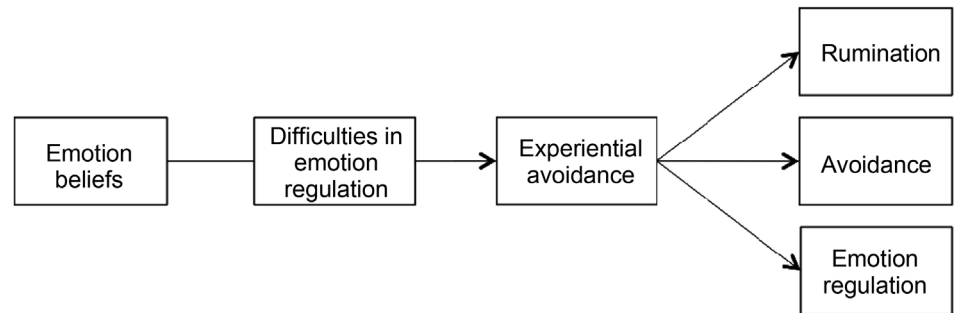 Emotion
beliefs
Difficulties in
emotion
regulation
Experiential
avoidance
Rumination
Avoidance
Emotion
regulation